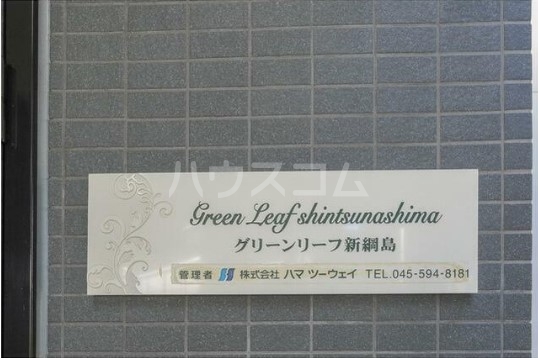 ハウスコム
Green Leaf shintsunashima
グリーンリーフ新綱島
管理者 株式会社 ハマ ツーウェイ TEL.045-594-8181